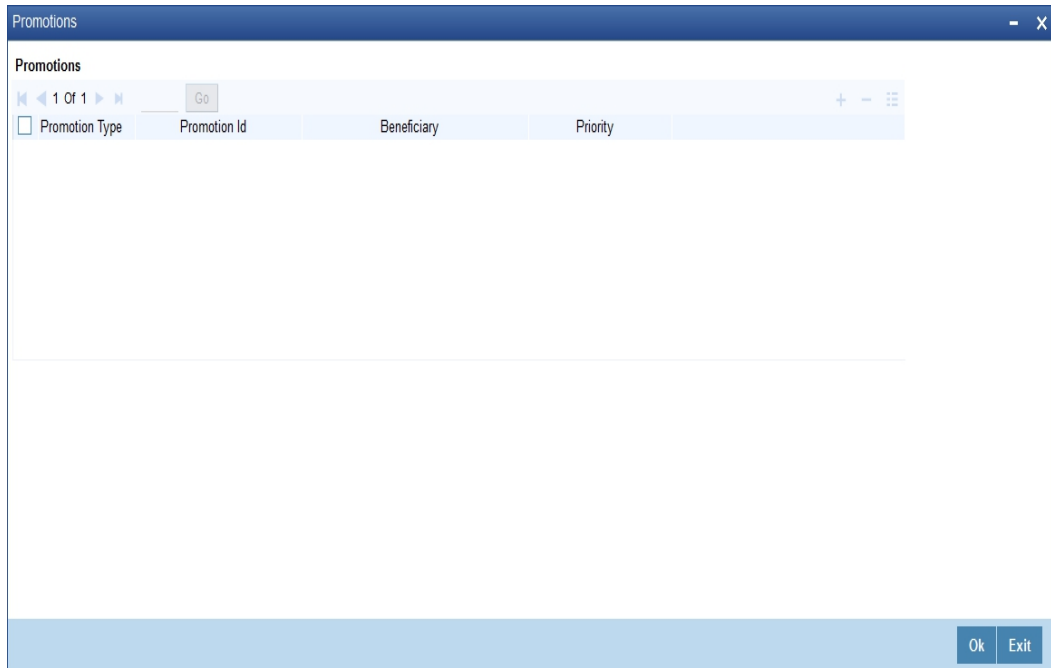 Promotions
Promotions
1 Of 1 Go
Promotion Type Promotion Id Beneficiary Priority
Ok Exit